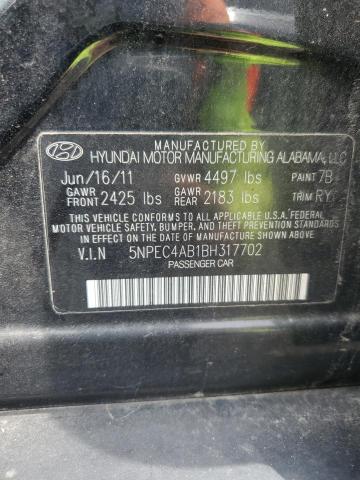 MANUFACTURED BY
HYUNDAI MOTOR MANUFACTURING ALABAMA, LLC
Jun/16/11 GVWR 4497 lbs PAINT 7B
GAWR FRONT 2425 lbs GAWR REAR 2183 lbs TRIM RY
THIS VEHICLE CONFORMS TO ALL APPLICABLE U.S.A. FEDERAL
MOTOR VEHICLE SAFETY, BUMPER, AND THEFT PREVENTION
STANDARDS IN EFFECT ON THE DATE OF MANUFACTURE SHOWN ABOVE.
V.I.N 5NPEC4AB1BH317702
PASSENGER CAR